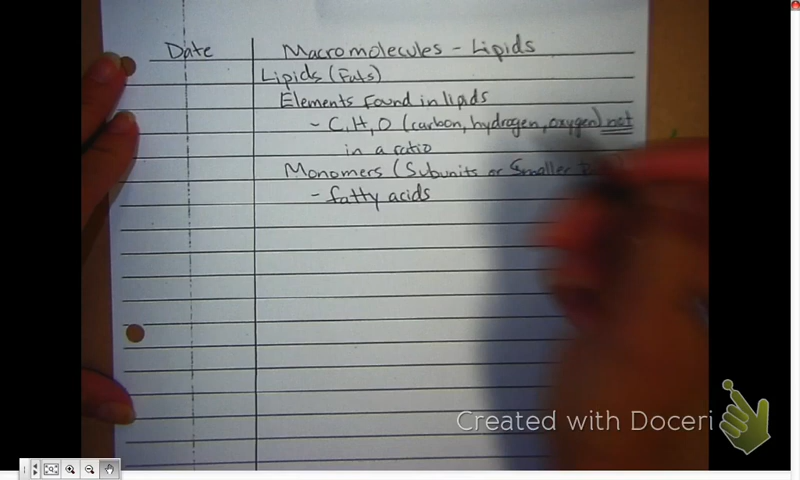 Date Macromolecules - Lipids
Lipids (Fats)
Elements found in lipids
- C, H, O (carbon, hydrogen, oxygen) not
in a ratio
Monomers (Subunits or Smaller
- fatty acids
Created with Doceri